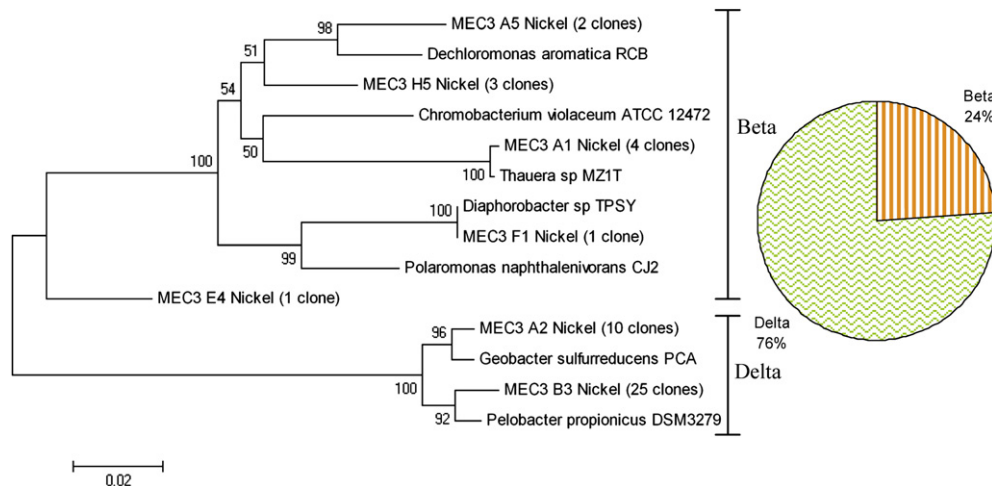 MEC3 A5 Nickel (2 clones)
98
Dechloromonas aromatica RCB
51
MEC3 H5 Nickel (3 clones)
54
Chromobacterium violaceum ATCC 12472
50
MEC3 A1 Nickel (4 clones)
100
Thauera sp MZ1T
100
Diaphorobacter sp TPSY
100
MEC3 F1 Nickel (1 clone)
99
Polaromonas naphthalenivorans CJ2
MEC3 E4 Nickel (1 clone)
MEC3 A2 Nickel (10 clones)
96
Geobacter sulfurreducens PCA
100
MEC3 B3 Nickel (25 clones)
92
Pelobacter propionicus DSM3279
0.02
Beta
Delta
Beta
24%
Delta
76%